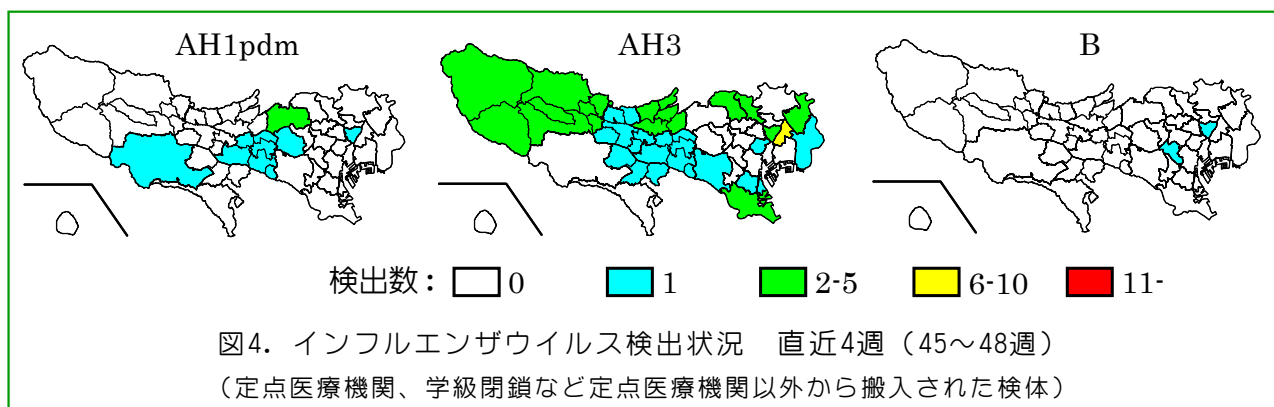 AH1pdm AH3 B
検出数： 0 1 2-5 6-10 11-
図4．インフルエンザウイルス検出状況　直近4週（45～48週）
（定点医療機関、学級閉鎖など定点医療機関以外から搬入された検体）